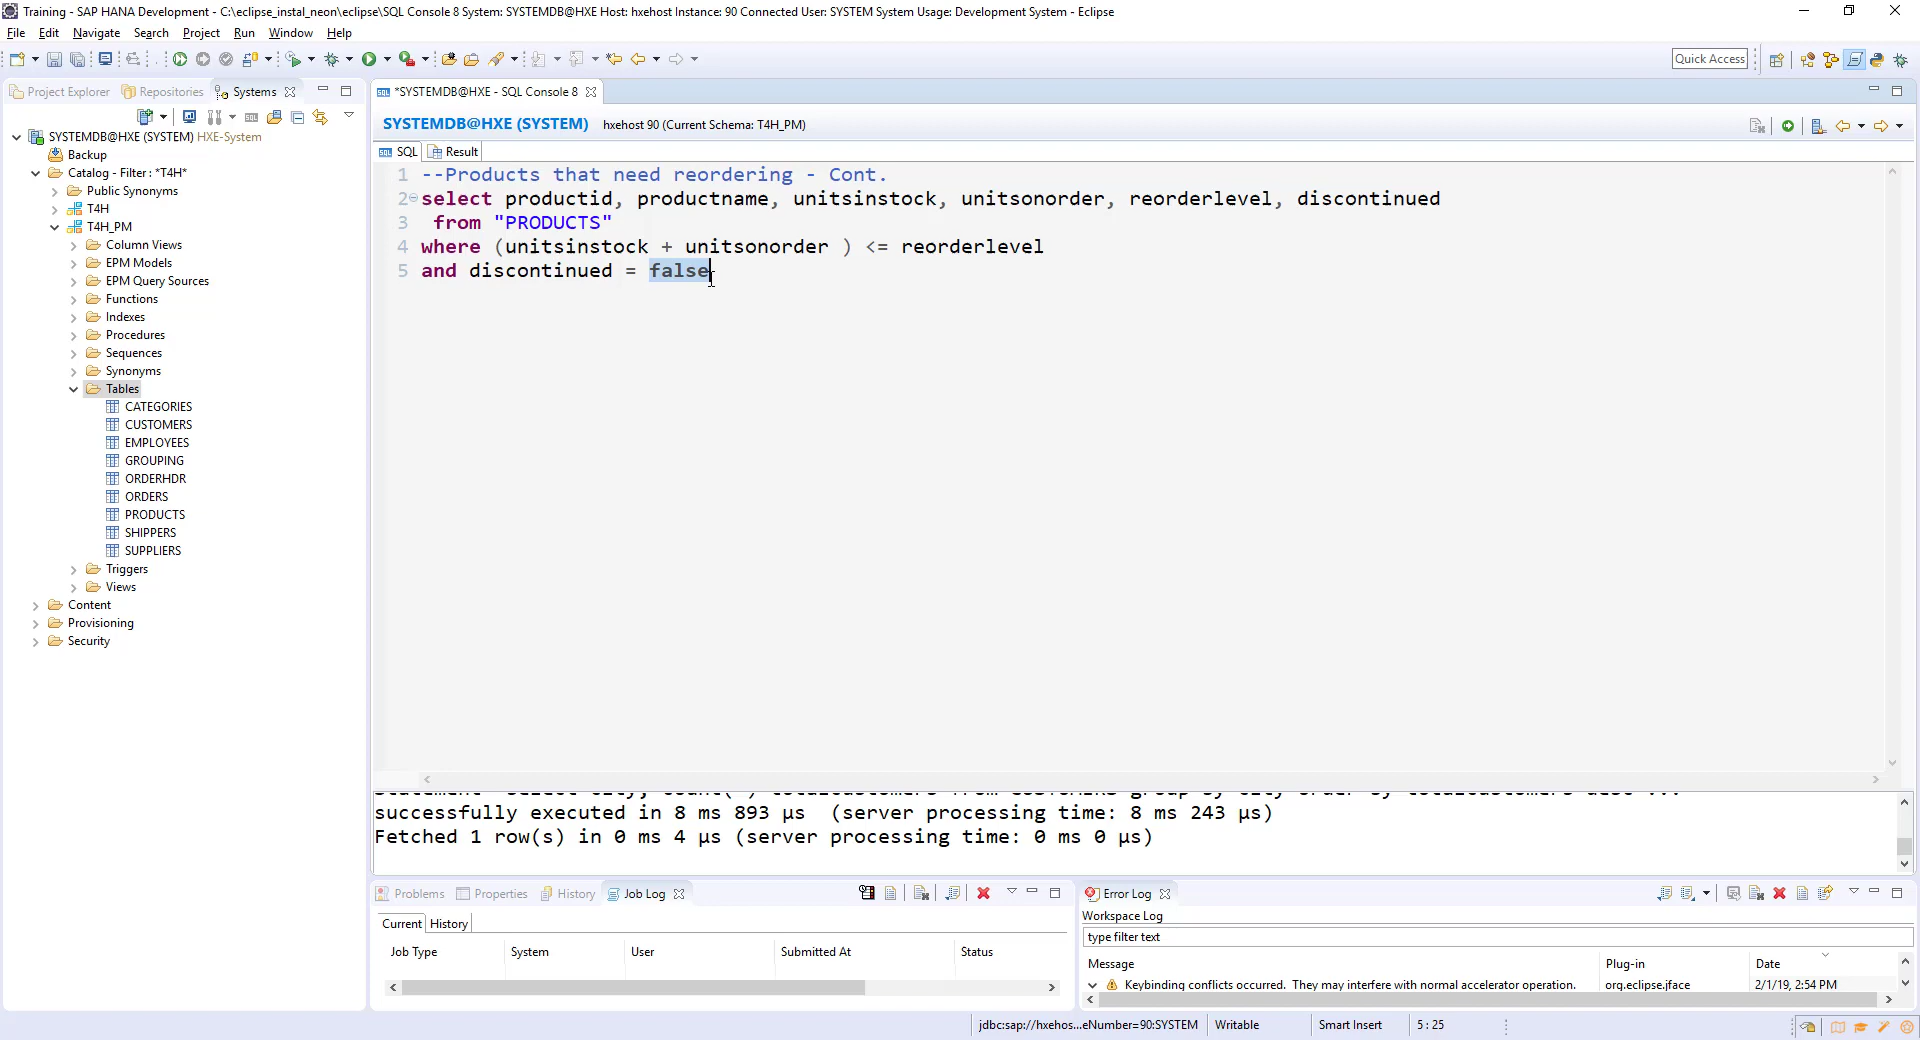 Training - SAP HANA Development - C:\eclipse_instal_neon\eclipse\SQL Console 8 System: SYSTEMDB@HXE Host: hxehost Instance: 90 Connected User: SYSTEM System Usage: Development System - Eclipse
File Edit Navigate Search Project Run Window Help
Quick Access
Project Explorer Repositories Systems
*SYSTEMDB@HXE - SQL Console 8
SYSTEMDB@HXE (SYSTEM) hxehost 90 (Current Schema: T4H_PM)
SQL Result
SYSTEMDB@HXE (SYSTEM) HXE-System
Backup
Catalog - Filter : *T4H*
Public Synonyms
T4H
T4H_PM
Column Views
EPM Models
EPM Query Sources
Functions
Indexes
Procedures
Sequences
Synonyms
Tables
CATEGORIES
CUSTOMERS
EMPLOYEES
GROUPING
ORDERHDR
ORDERS
PRODUCTS
SHIPPERS
SUPPLIERS
Triggers
Views
Content
Provisioning
Security
1 --Products that need reordering - Cont.
2 select productid, productname, unitsinstock, unitsonorder, reorderlevel, discontinued
3 from "PRODUCTS"
4 where (unitsinstock + unitsonorder ) <= reorderlevel
5 and discontinued = false
successfully executed in 8 ms 893 µs (server processing time: 8 ms 243 µs)
Fetched 1 row(s) in 0 ms 4 µs (server processing time: 0 ms 0 µs)
Problems Properties History Job Log
Current History
Job Type System User Submitted At Status
Error Log
Workspace Log
type filter text
Message Plug-in Date
Keybinding conflicts occurred. They may interfere with normal accelerator operation. org.eclipse.jface 2/1/19, 2:54 PM
jdbc:sap://hxehos...eNumber=90:SYSTEM Writable Smart Insert 5 : 25